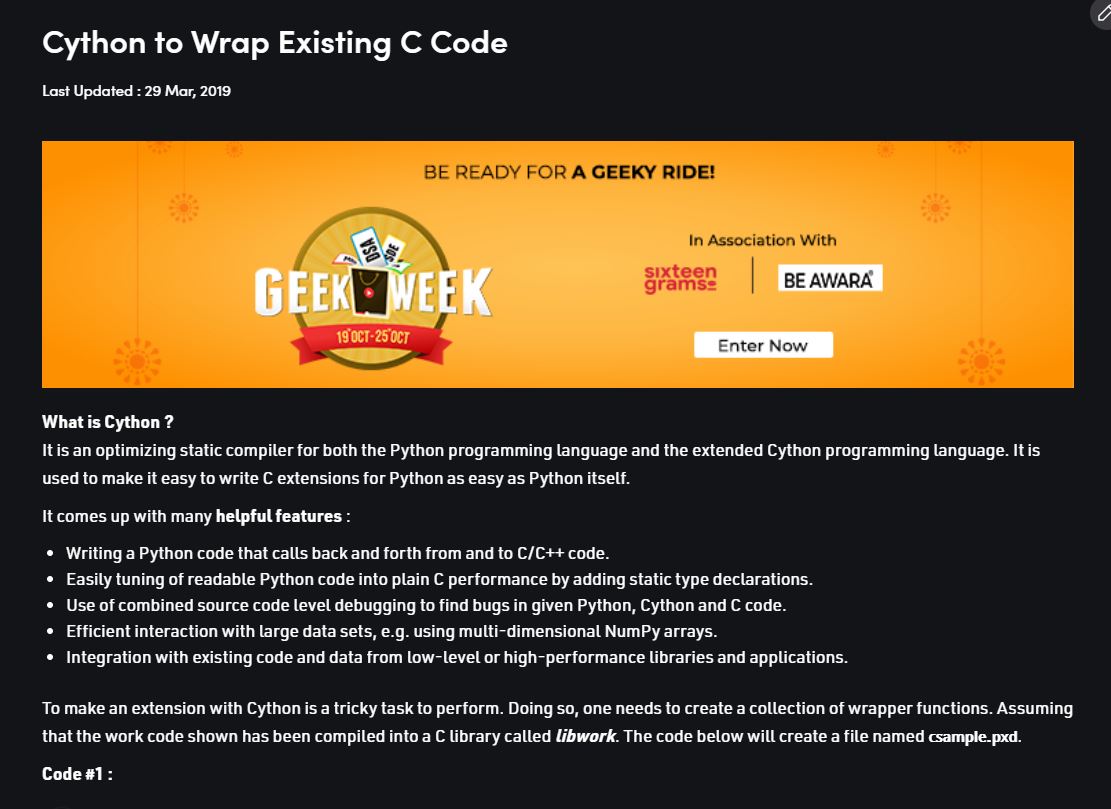 Cython to Wrap Existing C Code
Last Updated : 29 Mar, 2019
BE READY FOR A GEEKY RIDE!
DSA
SDE
GEEK WEEK
19 OCT-25 OCT
In Association With
sixteen
grams
BE AWARA
Enter Now
What is Cython ?
It is an optimizing static compiler for both the Python programming language and the extended Cython programming language. It is
used to make it easy to write C extensions for Python as easy as Python itself.
It comes up with many helpful features :
• Writing a Python code that calls back and forth from and to C/C++ code.
• Easily tuning of readable Python code into plain C performance by adding static type declarations.
• Use of combined source code level debugging to find bugs in given Python, Cython and C code.
• Efficient interaction with large data sets, e.g. using multi-dimensional NumPy arrays.
• Integration with existing code and data from low-level or high-performance libraries and applications.
To make an extension with Cython is a tricky task to perform. Doing so, one needs to create a collection of wrapper functions. Assuming
that the work code shown has been compiled into a C library called libwork. The code below will create a file named csample.pxd.
Code #1 :